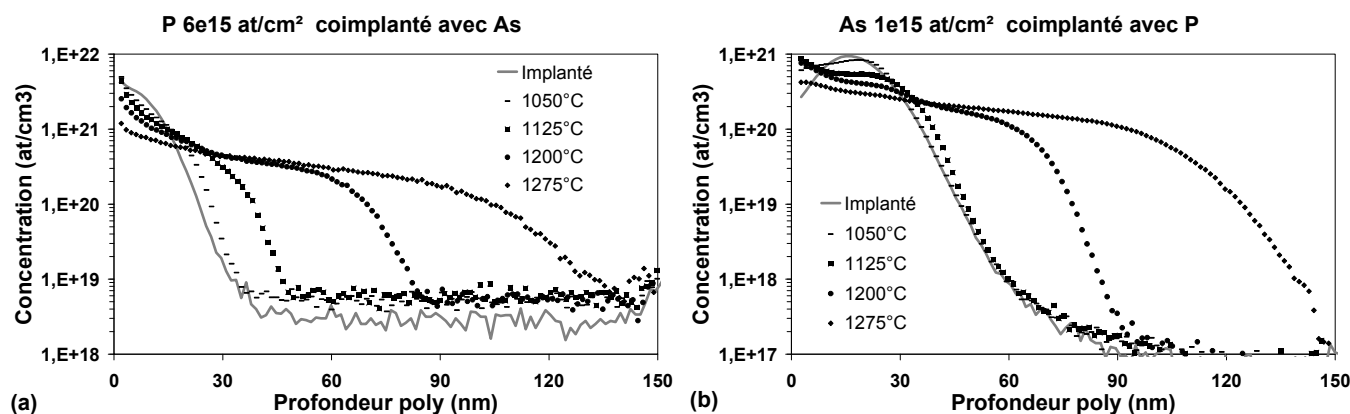 P 6e15 at/cm² coimplanté avec As
1,E+22
1,E+21
1,E+20
1,E+19
1,E+18
Concentration (at/cm3)
Implanté
1050°C
1125°C
1200°C
1275°C
0 30 60 90 120 150
Profondeur poly (nm)
(a)
As 1e15 at/cm² coimplanté avec P
1,E+21
1,E+20
1,E+19
1,E+18
1,E+17
Concentration (at/cm3)
Implanté
1050°C
1125°C
1200°C
1275°C
0 30 60 90 120 150
Profondeur poly (nm)
(b)